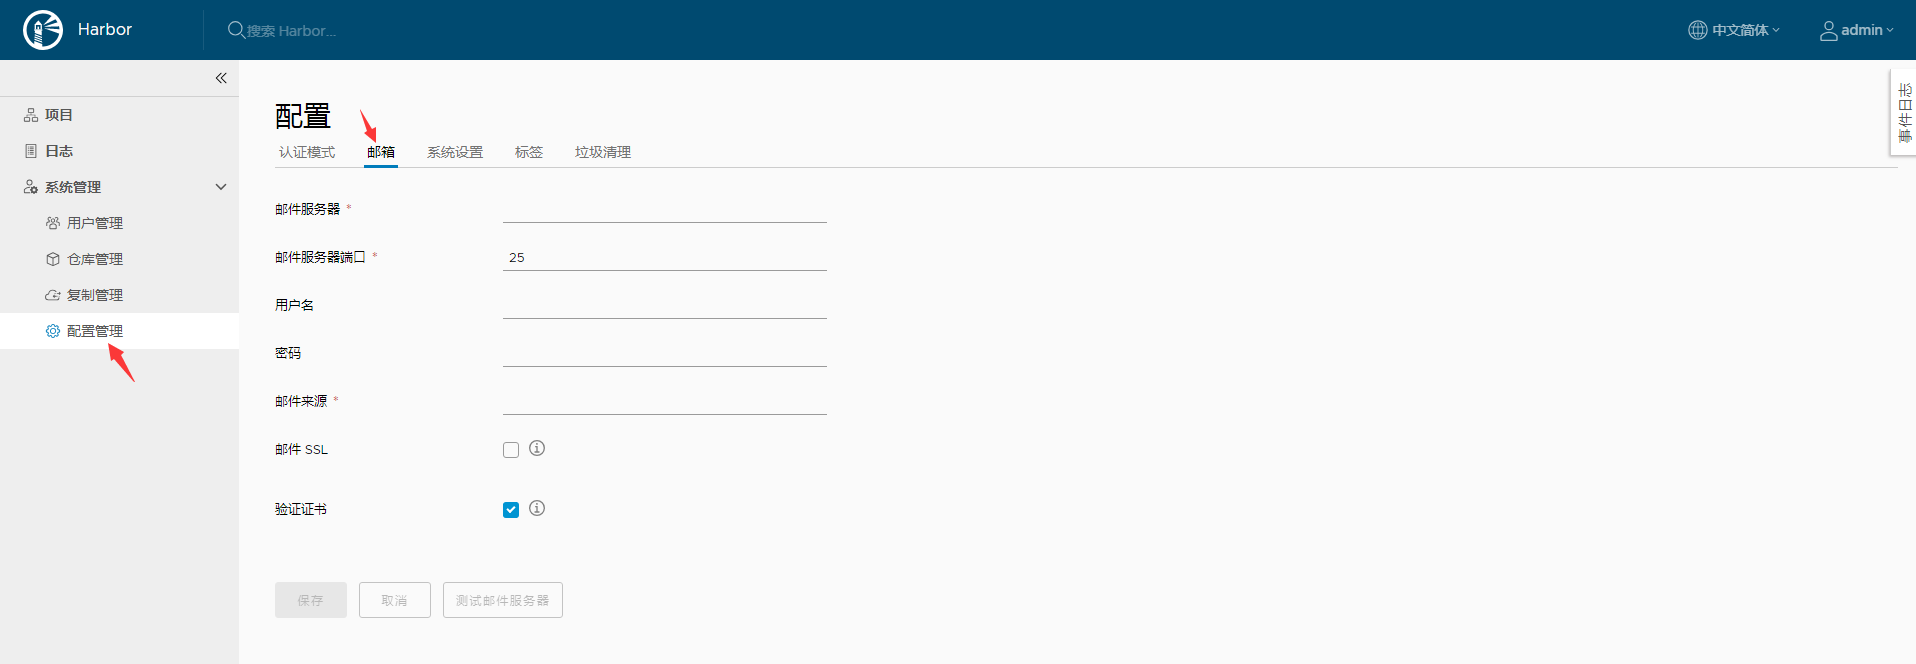 Harbor
搜索 Harbor...
中文简体
admin
事件日志
项目
日志
系统管理
用户管理
仓库管理
复制管理
配置管理
配置
认证模式 邮箱 系统设置 标签 垃圾清理
邮件服务器 *
邮件服务器端口 * 25
用户名
密码
邮件来源 *
邮件 SSL
验证证书
保存 取消 测试邮件服务器